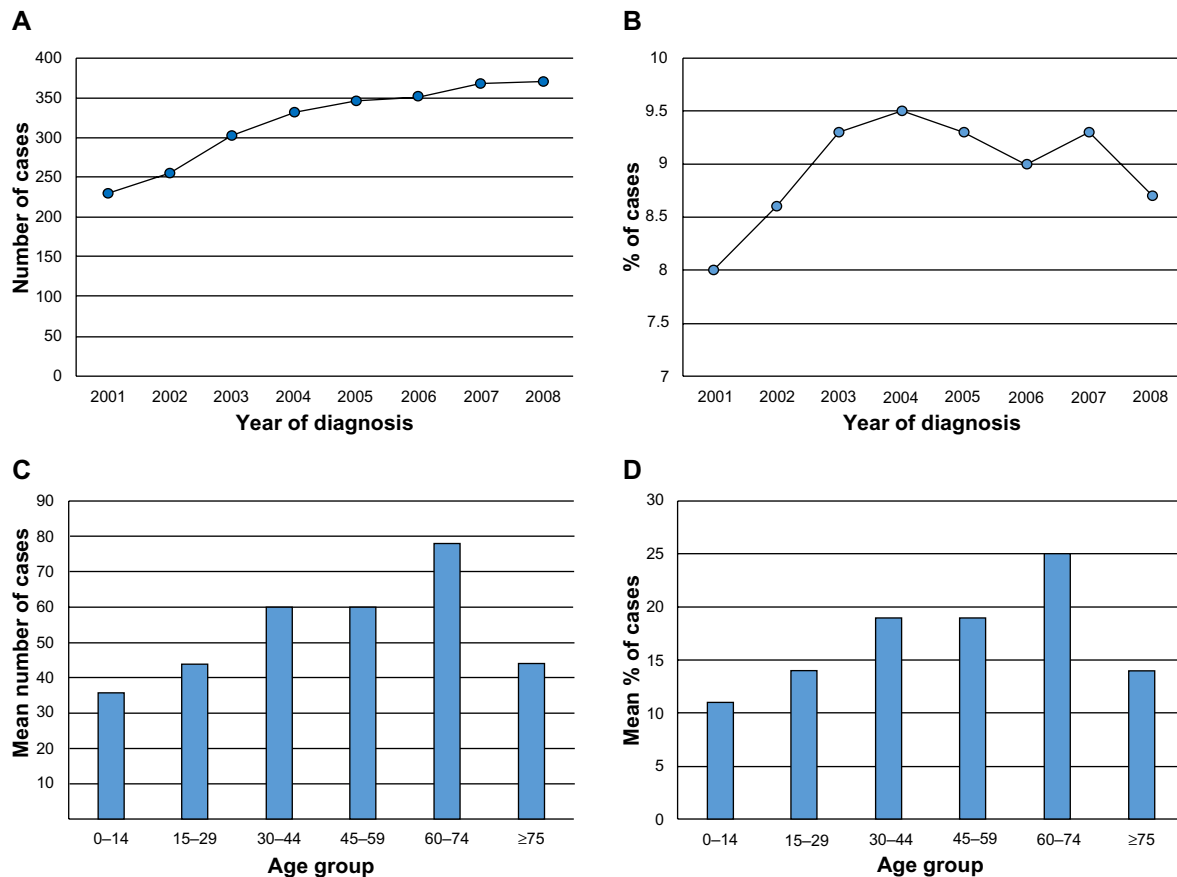 A
Number of cases
400
350
300
250
200
150
100
50
0
2001 2002 2003 2004 2005 2006 2007 2008
Year of diagnosis
B
% of cases
10
9.5
9
8.5
8
7.5
7
2001 2002 2003 2004 2005 2006 2007 2008
Year of diagnosis
C
Mean number of cases
90
80
70
60
50
40
30
20
10
0–14 15–29 30–44 45–59 60–74 ≥75
Age group
D
Mean % of cases
30
25
20
15
10
5
0
0–14 15–29 30–44 45–59 60–74 ≥75
Age group